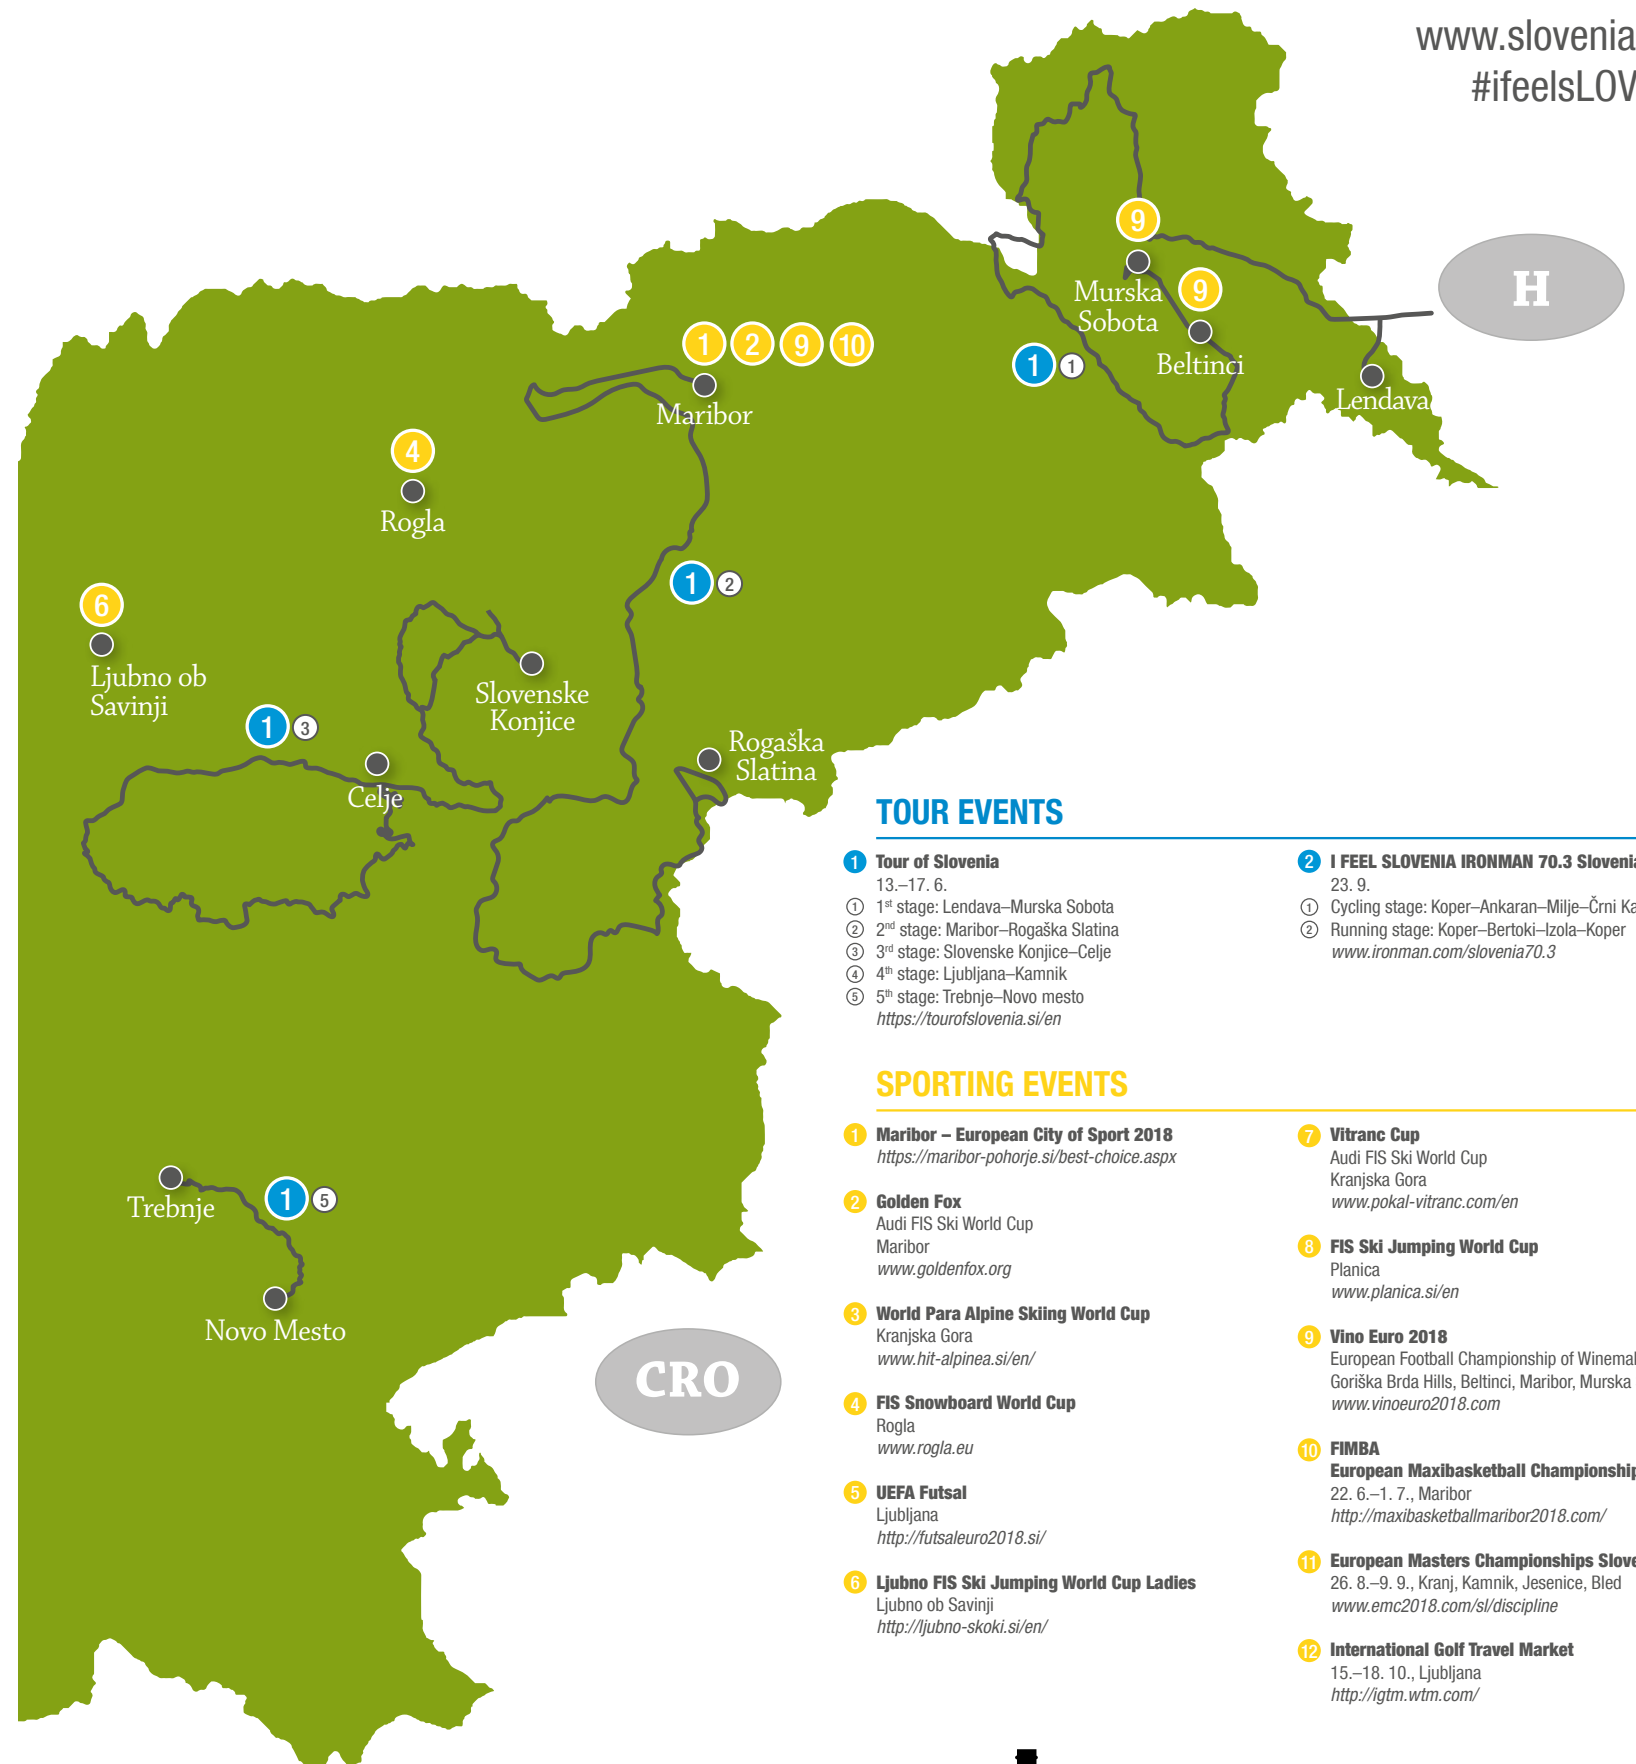 www.slovenia
#ifeelsLOV
H
9
Murska
Sobota
9
Beltinci
Lendava
1 2 9 10
Maribor
1 1
4
Rogla
1 2
6
Ljubno ob
Savinji
Slovenske
Konjice
1 3
Celje
Rogaška
Slatina
Trebnje
1 5
Novo Mesto
CRO
TOUR EVENTS
1 Tour of Slovenia
13.–17. 6.
1 1st stage: Lendava–Murska Sobota
2 2nd stage: Maribor–Rogaška Slatina
3 3rd stage: Slovenske Konjice–Celje
4 4th stage: Ljubljana–Kamnik
5 5th stage: Trebnje–Novo mesto
https://tourofslovenia.si/en
2 I FEEL SLOVENIA IRONMAN 70.3 Slovenia
23. 9.
1 Cycling stage: Koper–Ankaran–Milje–Črni Ka
2 Running stage: Koper–Bertoki–Izola–Koper
www.ironman.com/slovenia70.3
SPORTING EVENTS
1 Maribor – European City of Sport 2018
https://maribor-pohorje.si/best-choice.aspx
2 Golden Fox
Audi FIS Ski World Cup
Maribor
www.goldenfox.org
3 World Para Alpine Skiing World Cup
Kranjska Gora
www.hit-alpinea.si/en/
4 FIS Snowboard World Cup
Rogla
www.rogla.eu
5 UEFA Futsal
Ljubljana
http://futsaleuro2018.si/
6 Ljubno FIS Ski Jumping World Cup Ladies
Ljubno ob Savinji
http://ljubno-skoki.si/en/
7 Vitranc Cup
Audi FIS Ski World Cup
Kranjska Gora
www.pokal-vitranc.com/en
8 FIS Ski Jumping World Cup
Planica
www.planica.si/en
9 Vino Euro 2018
European Football Championship of Winemak
Goriška Brda Hills, Beltinci, Maribor, Murska
www.vinoeuro2018.com
10 FIMBA
European Maxibasketball Championship
22. 6.–1. 7., Maribor
http://maxibasketballmaribor2018.com/
11 European Masters Championships Slove
26. 8.–9. 9., Kranj, Kamnik, Jesenice, Bled
www.emc2018.com/sl/discipline
12 International Golf Travel Market
15.–18. 10., Ljubljana
http://igtm.wtm.com/